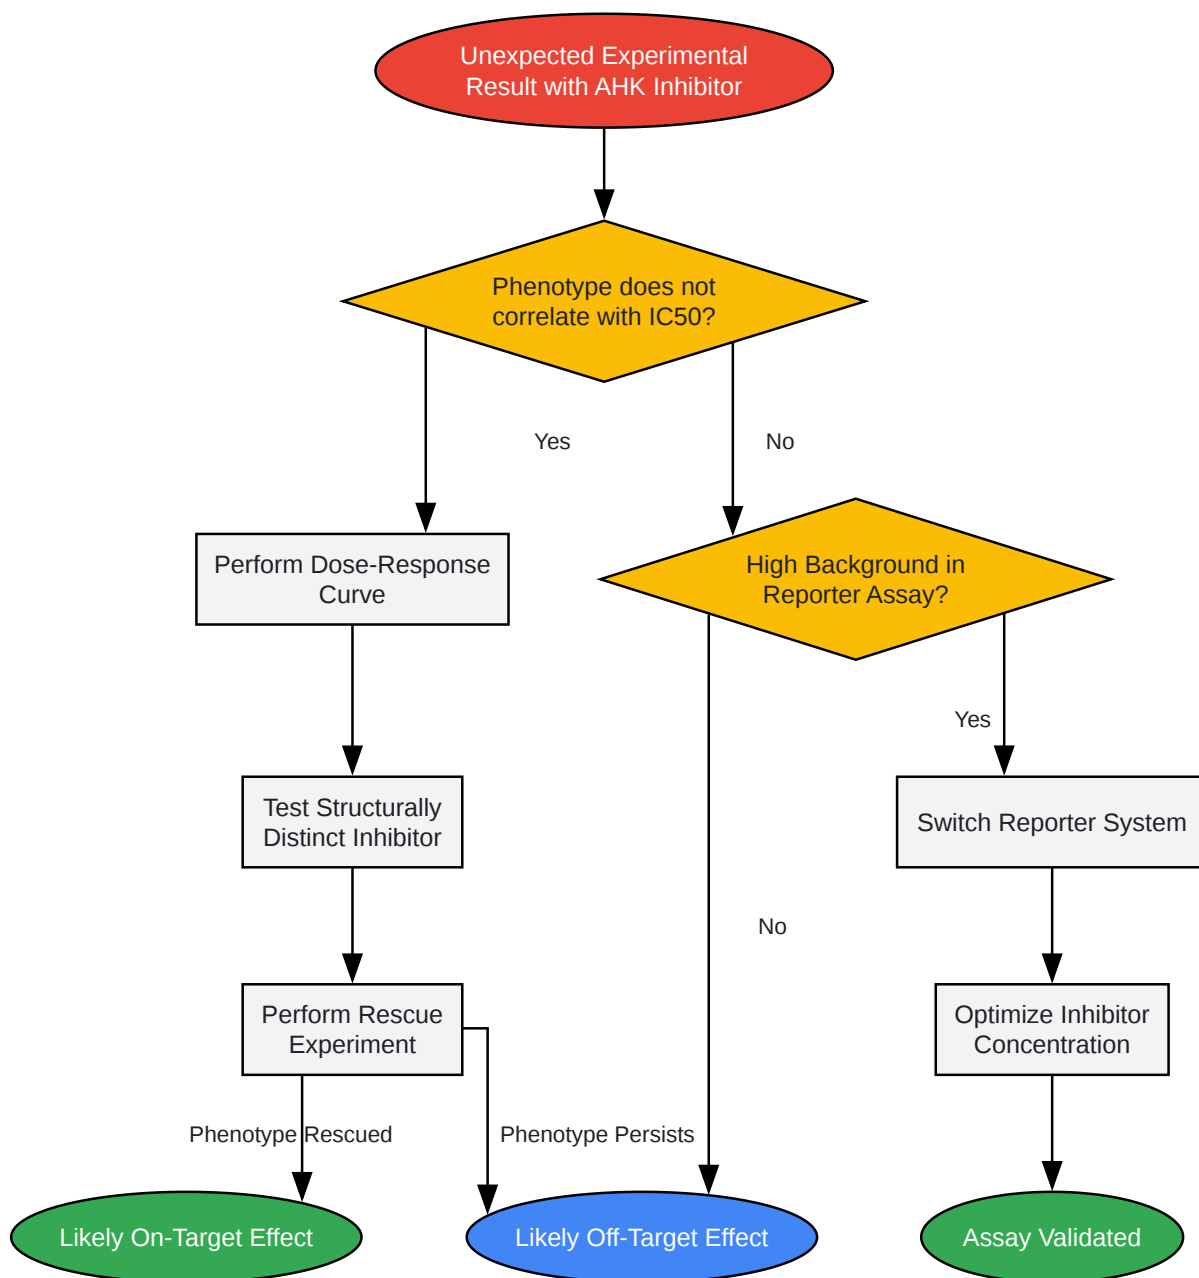 Unexpected Experimental
Result with AHK Inhibitor
Phenotype does not
correlate with IC50?
Yes
No
Perform Dose-Response
Curve
High Background in
Reporter Assay?
Yes
Test Structurally
Distinct Inhibitor
Switch Reporter System
No
Perform Rescue
Experiment
Optimize Inhibitor
Concentration
Phenotype Rescued
Phenotype Persists
Likely On-Target Effect
Likely Off-Target Effect
Assay Validated